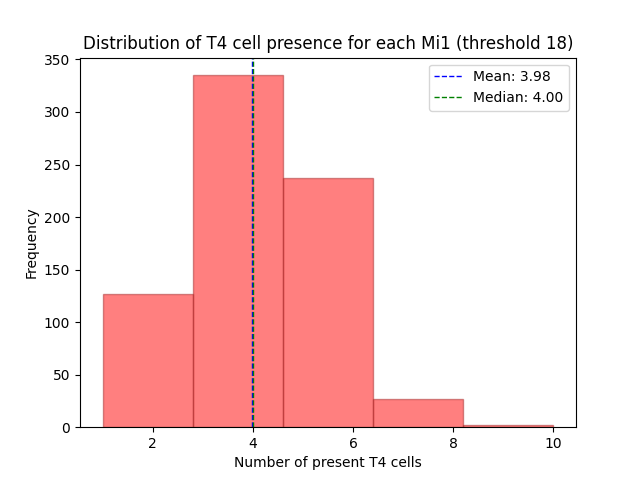 Distribution of T4 cell presence for each Mi1 (threshold 18)
Mean: 3.98
Median: 4.00
Frequency
350
300
250
200
150
100
50
0
2
4
6
8
10
Number of present T4 cells